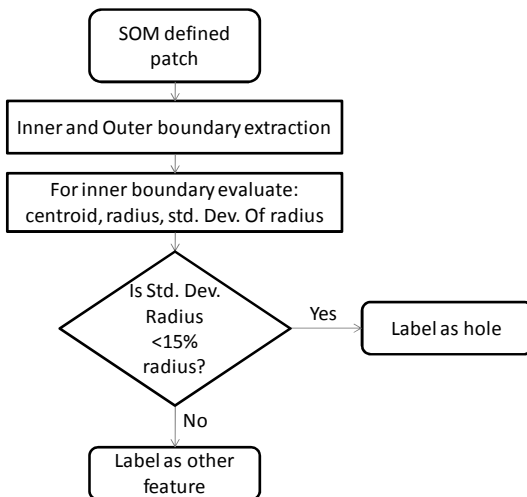 SOM defined
patch
Inner and Outer boundary extraction
For inner boundary evaluate:
centroid, radius, std. Dev. Of radius
Is Std. Dev.
Radius
<15%
radius?
Yes
Label as hole
No
Label as other
feature